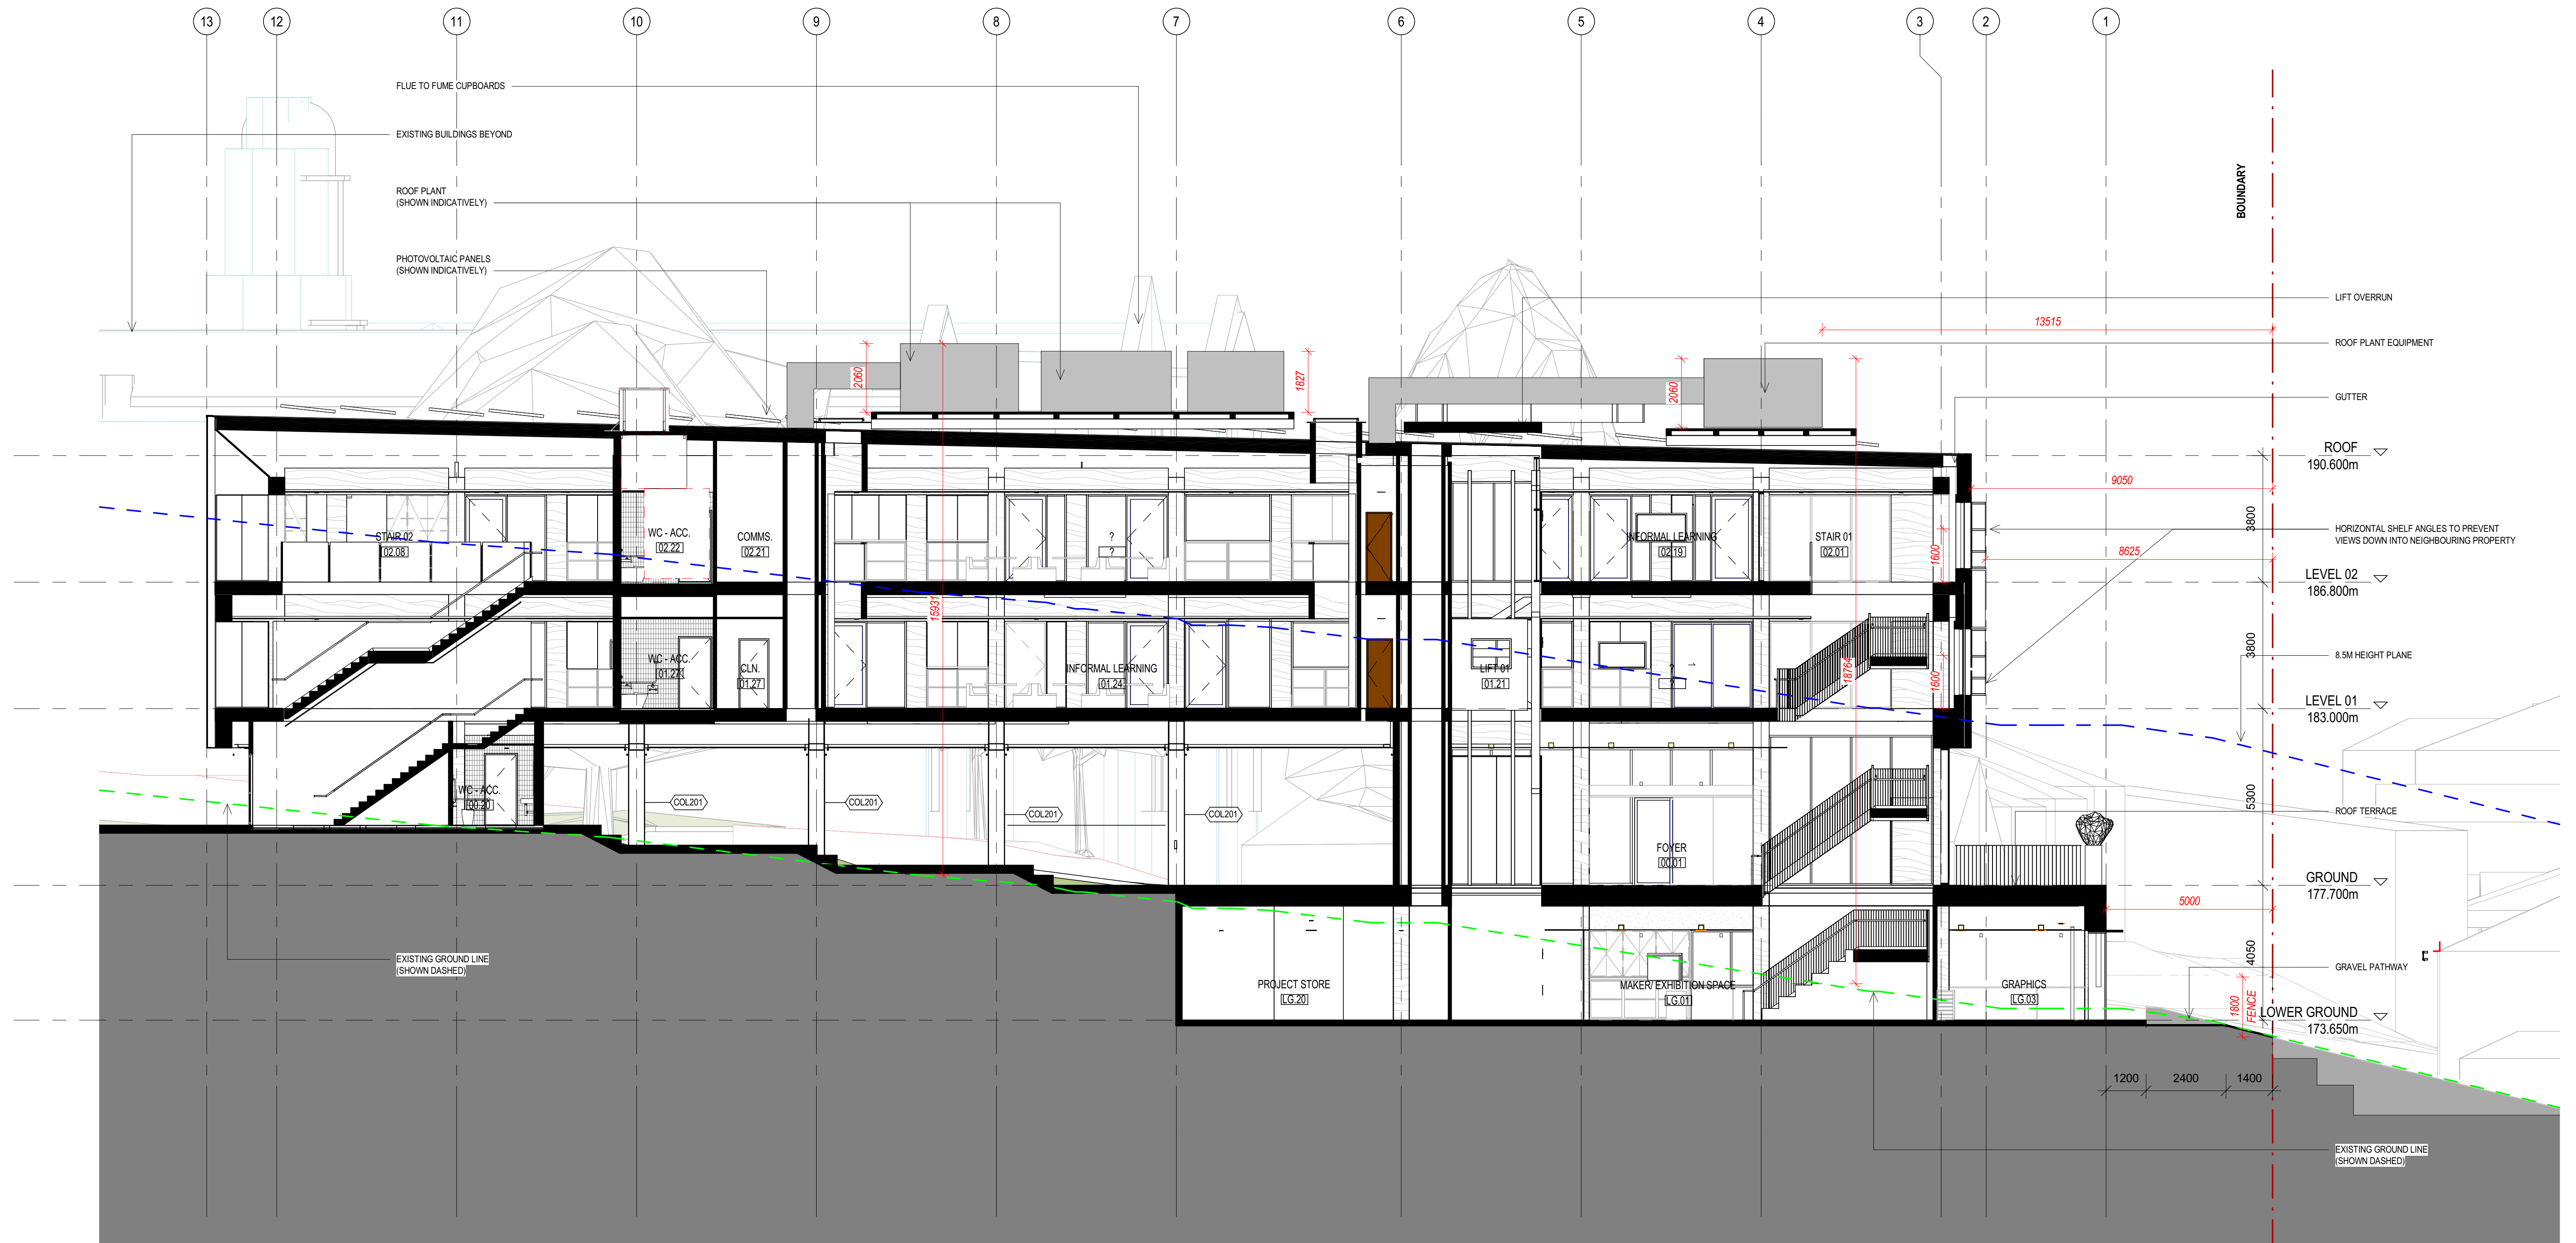 13 12 11 10 9 8 7 6 5 4 3 2 1
FLUE TO FUME CUPBOARDS
EXISTING BUILDINGS BEYOND
ROOF PLANT
(SHOWN INDICATIVELY)
PHOTOVOLTAIC PANELS
(SHOWN INDICATIVELY)
BOUNDARY
LIFT OVERRUN
13515
ROOF PLANT EQUIPMENT
2060
1827
2060
GUTTER
ROOF
190.600m
9050
3800
HORIZONTAL SHELF ANGLES TO PREVENT
VIEWS DOWN INTO NEIGHBOURING PROPERTY
8625
STAIR 02
02.08
WC - ACC.
02.22
COMMS.
02.21
?
?
INFORMAL LEARNING
02.19
STAIR 01
02.01
1600
LEVEL 02
186.800m
15931
3800
8.5M HEIGHT PLANE
WC - ACC.
01.27
CLN.
01.27
INFORMAL LEARNING
01.24
LIFT 01
01.21
?
?
18764
1600
LEVEL 01
183.000m
WC - ACC.
00.20
COL201
COL201
COL201
COL201
5300
ROOF TERRACE
FOYER
00.01
GROUND
177.700m
5000
EXISTING GROUND LINE
(SHOWN DASHED)
4050
GRAVEL PATHWAY
PROJECT STORE
LG.20
MAKER/ EXHIBITION SPACE
LG.01
GRAPHICS
LG.03
1800
FENCE
LOWER GROUND
173.650m
1200 2400 1400
EXISTING GROUND LINE
(SHOWN DASHED)